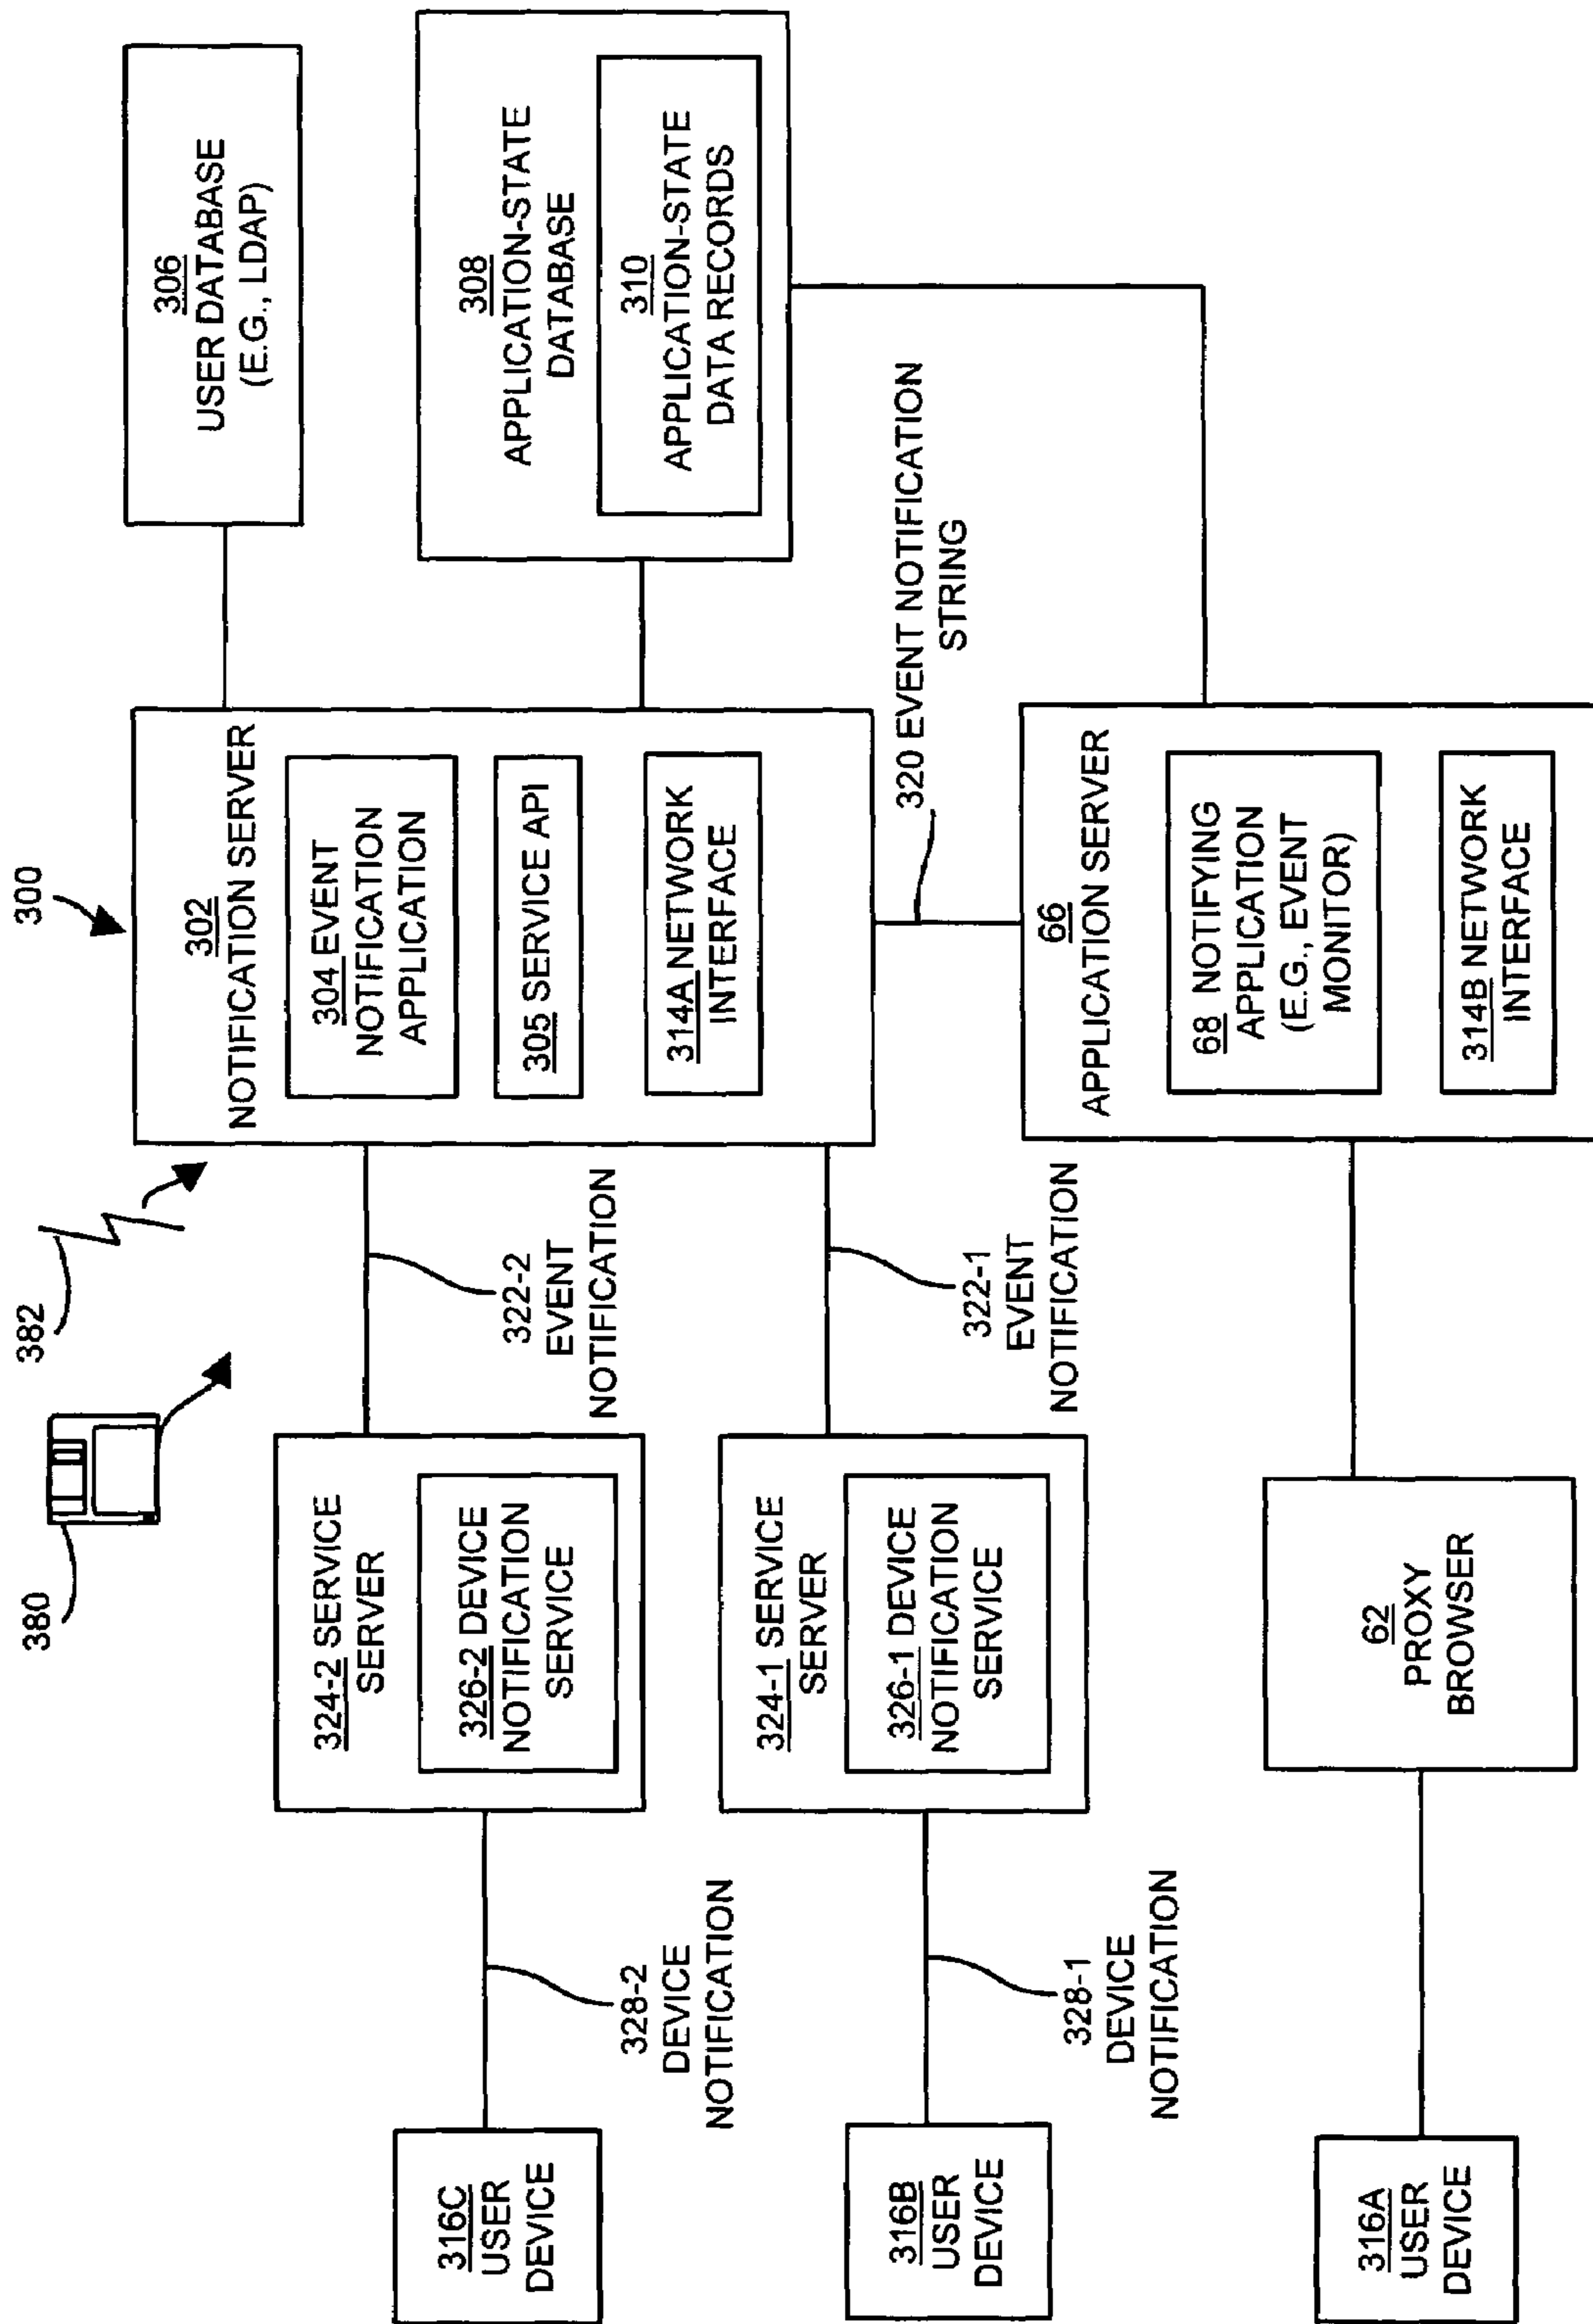 300
382
380
306
USER DATABASE
(E.G., LDAP)
308
APPLICATION-STATE
DATABASE
310
APPLICATION-STATE
DATA RECORDS
302
NOTIFICATION SERVER
304 EVENT
NOTIFICATION
APPLICATION
305 SERVICE API
314A NETWORK
INTERFACE
320 EVENT NOTIFICATION
STRING
66
APPLICATION SERVER
68 NOTIFYING
APPLICATION
(E.G., EVENT
MONITOR)
314B NETWORK
INTERFACE
322-2
EVENT
NOTIFICATION
322-1
EVENT
NOTIFICATION
324-2 SERVICE
SERVER
326-2 DEVICE
NOTIFICATION
SERVICE
324-1 SERVICE
SERVER
326-1 DEVICE
NOTIFICATION
SERVICE
62
PROXY
BROWSER
328-2
DEVICE
NOTIFICATION
328-1
DEVICE
NOTIFICATION
316C
USER
DEVICE
316B
USER
DEVICE
316A
USER
DEVICE